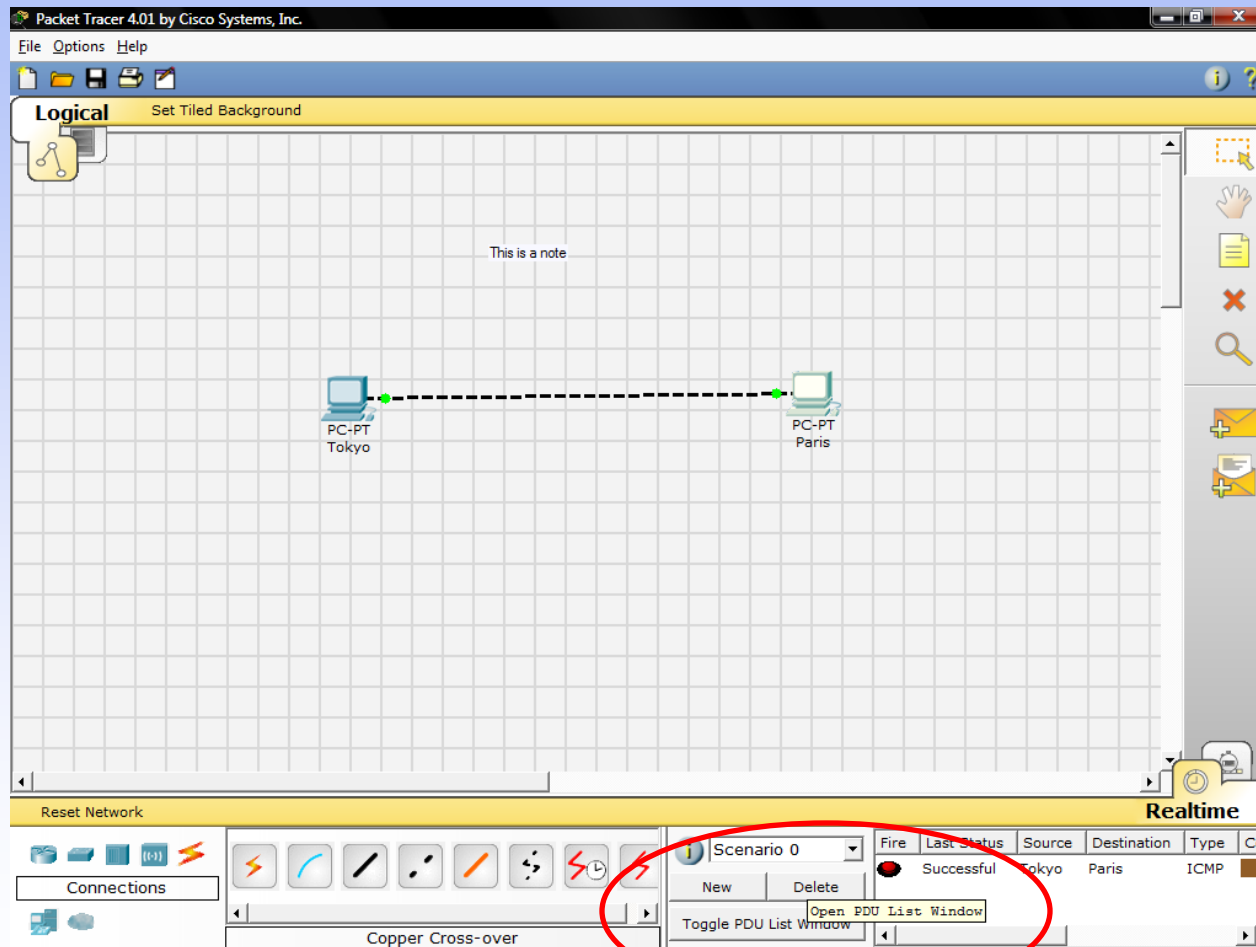 Packet Tracer 4.01 by Cisco Systems, Inc.
File Options Help
Logical Set Tiled Background
This is a note
PC-PT
Tokyo
PC-PT
Paris
Reset Network
Realtime
Connections
Copper Cross-over
Scenario 0
New Delete
Toggle PDU List Window
Open PDU List Window
Fire Last Status Source Destination Type
Successful Tokyo Paris ICMP